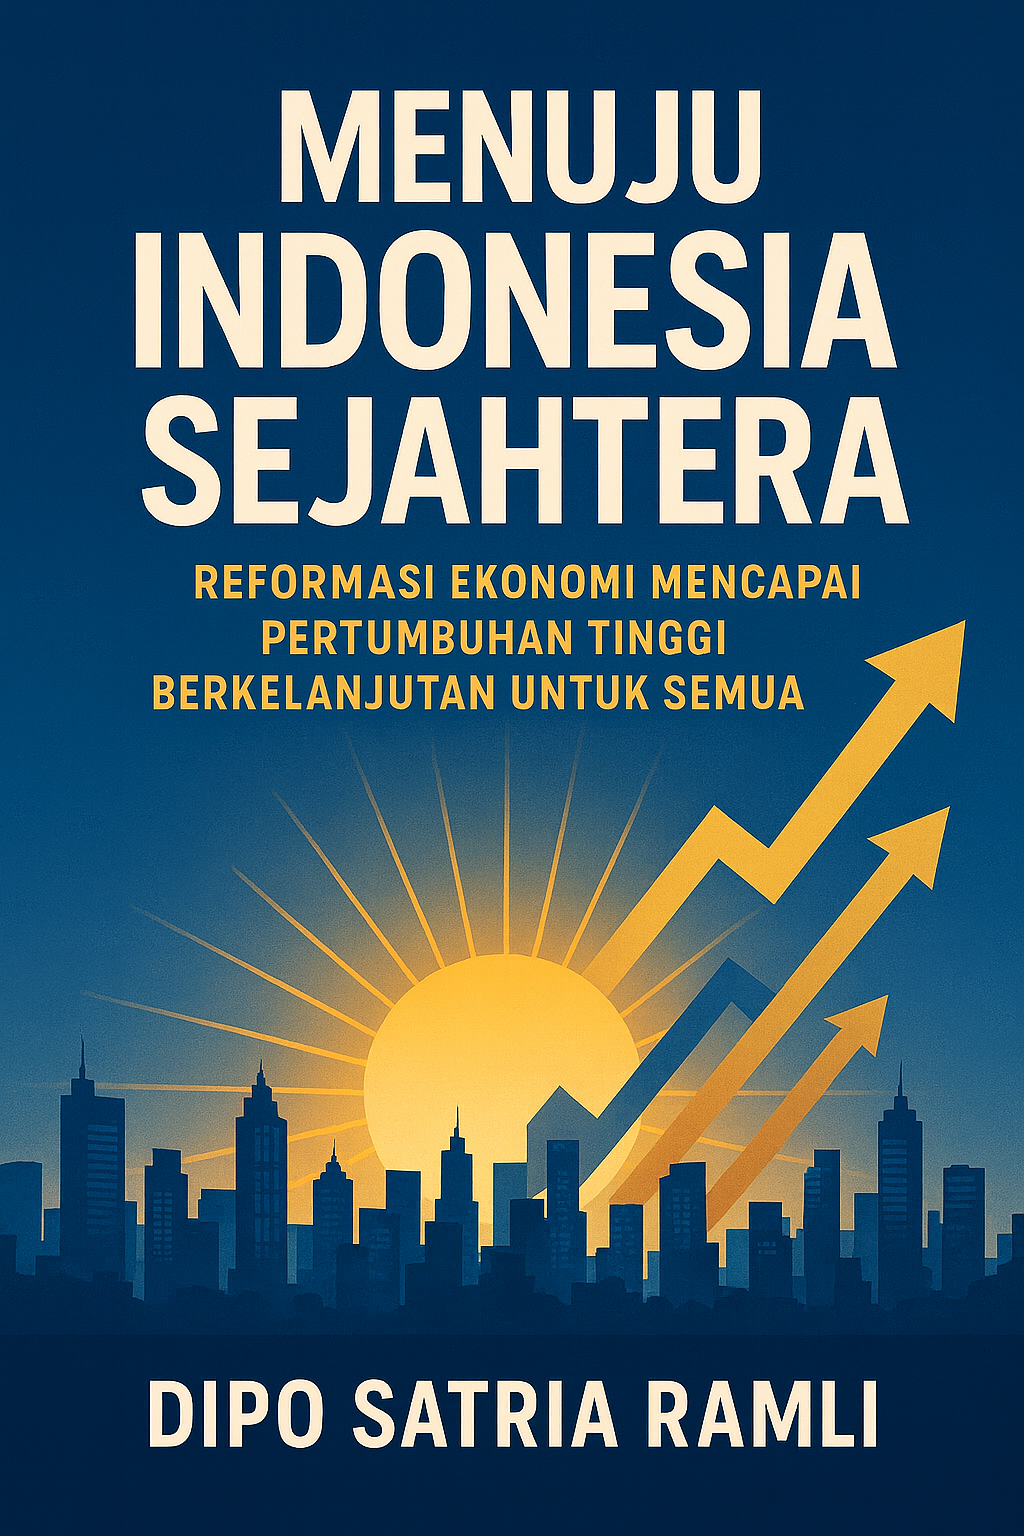 MENUJU
INDONESIA
SEJAHTERA
REFORMASI EKONOMI MENCAPAI
PERTUMBUHAN TINGGI
BERKELANJUTAN UNTUK SEMUA
DIPO SATRIA RAMLI